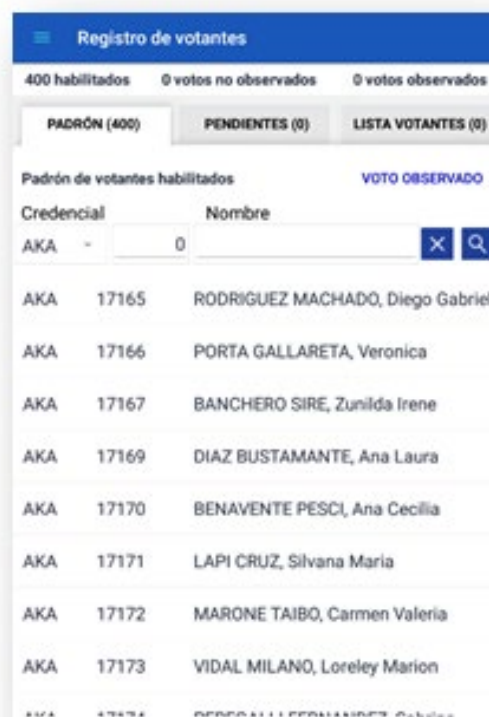 Registro de votantes
400 habilitados 0 votos no observados 0 votos observados
PADRÓN (400) PENDIENTES (0) LISTA VOTANTES (0)
Padrón de votantes habilitados VOTO OBSERVADO
Credencial Nombre
AKA - 0
AKA 17165 RODRIGUEZ MACHADO, Diego Gabriel
AKA 17166 PORTA GALLARETA, Veronica
AKA 17167 BANCHERO SIRE, Zunilda Irene
AKA 17169 DIAZ BUSTAMANTE, Ana Laura
AKA 17170 BENAVENTE PESCI, Ana Cecilia
AKA 17171 LAPI CRUZ, Silvana Maria
AKA 17172 MARONE TAIBO, Carmen Valeria
AKA 17173 VIDAL MILANO, Loreley Marion
AKA 17174